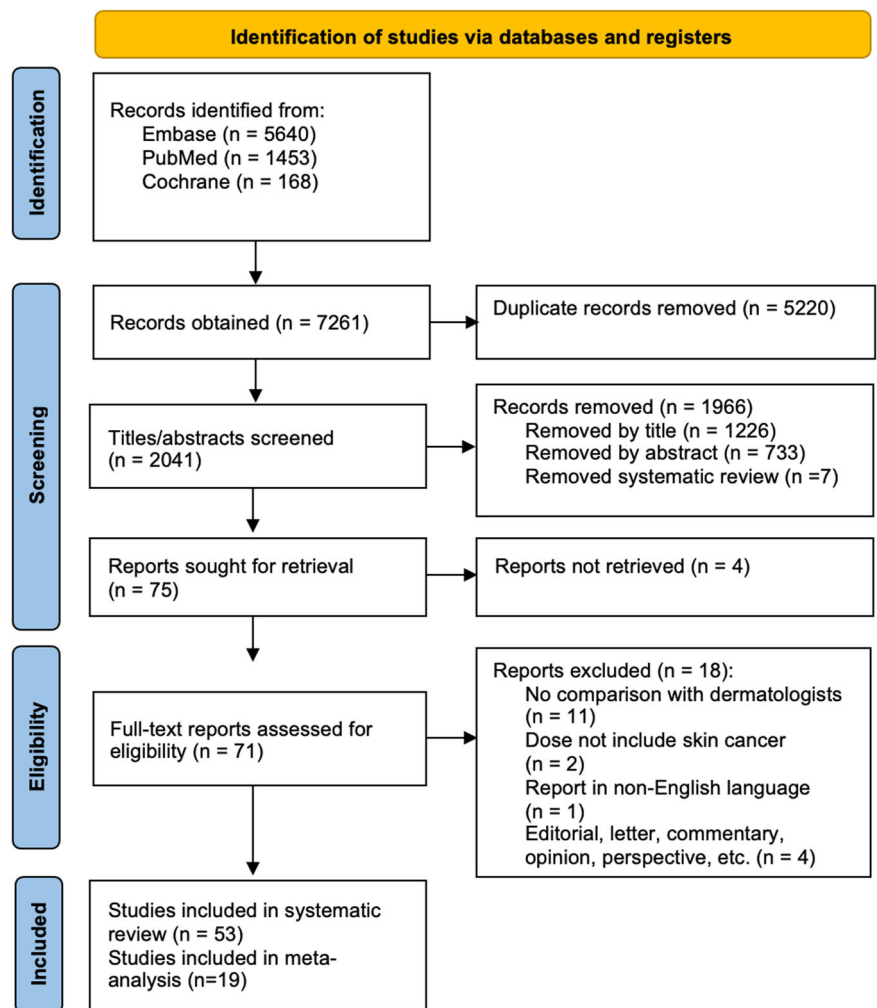 Identification of studies via databases and registers
Identification
Records identified from:
Embase (n = 5640)
PubMed (n = 1453)
Cochrane (n = 168)
Screening
Records obtained (n = 7261)
Duplicate records removed (n = 5220)
Titles/abstracts screened
(n = 2041)
Records removed (n = 1966)
Removed by title (n = 1226)
Removed by abstract (n = 733)
Removed systematic review (n =7)
Reports sought for retrieval
(n = 75)
Reports not retrieved (n = 4)
Eligibility
Full-text reports assessed for
eligibility (n = 71)
Reports excluded (n = 18):
No comparison with dermatologists
(n = 11)
Dose not include skin cancer
(n = 2)
Report in non-English language
(n = 1)
Editorial, letter, commentary,
opinion, perspective, etc. (n = 4)
Included
Studies included in systematic
review (n = 53)
Studies included in meta-
analysis (n=19)